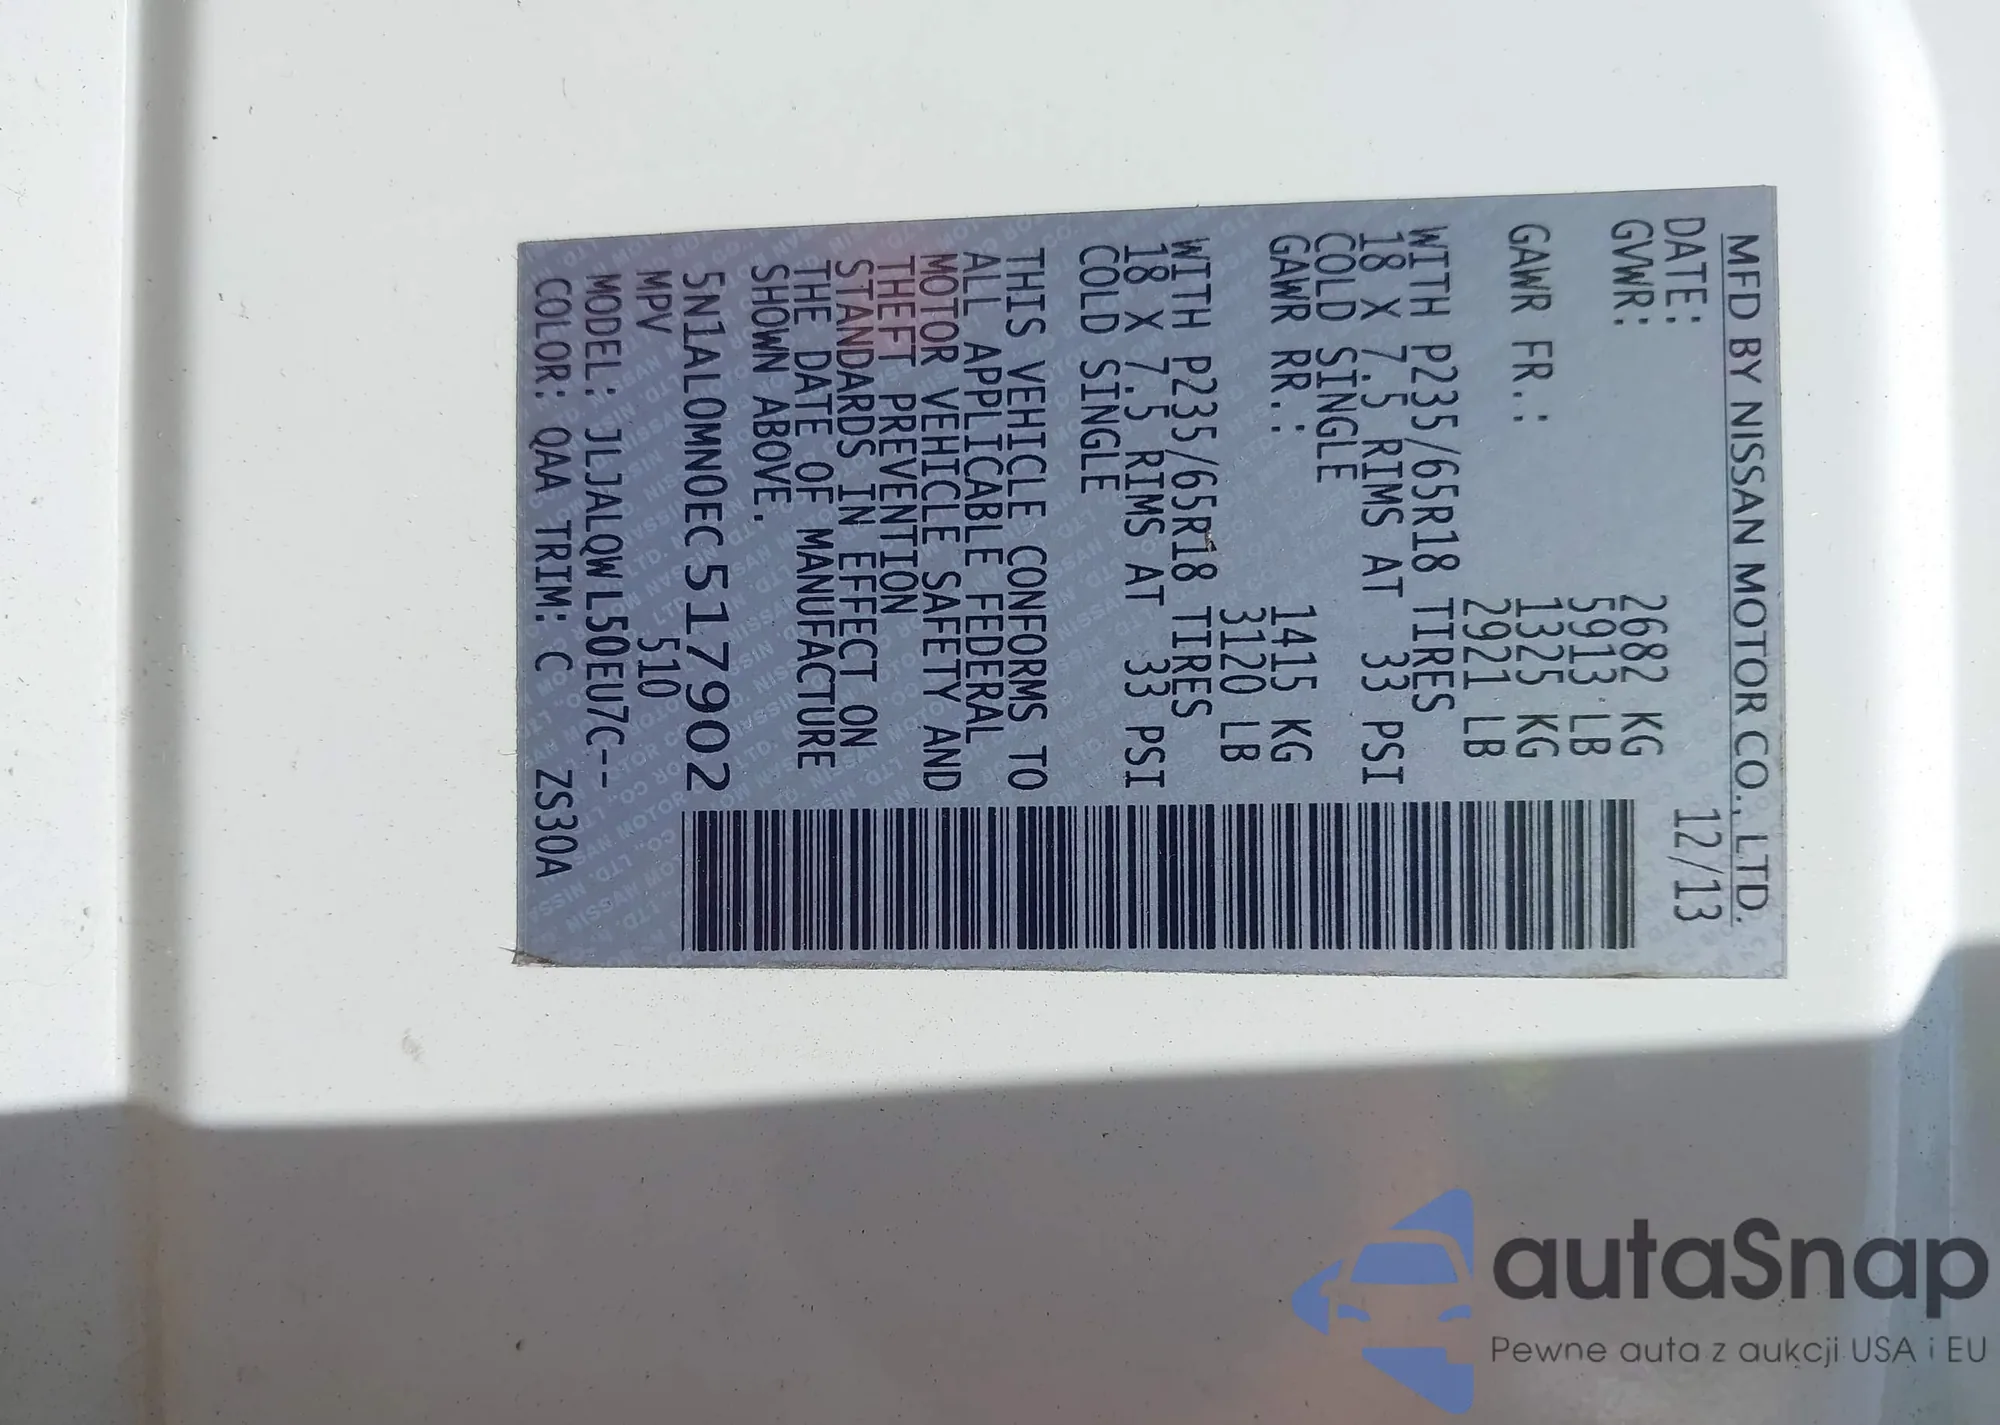 MFD BY NISSAN MOTOR CO., LTD.
DATE: 12/13
GVWR: 2682 KG
5913 LB
GAWR FR.: 1325 KG
2921 LB
WITH P235/65R18 TIRES
18 X 7.5 RIMS AT 33 PSI
COLD SINGLE
GAWR RR.: 1415 KG
3120 LB
WITH P235/65R18 TIRES
18 X 7.5 RIMS AT 33 PSI
COLD SINGLE
THIS VEHICLE CONFORMS TO
ALL APPLICABLE FEDERAL
MOTOR VEHICLE SAFETY AND
THEFT PREVENTION
STANDARDS IN EFFECT ON
THE DATE OF MANUFACTURE
SHOWN ABOVE.
5N1AL0MN0EC517902
MPV 510
MODEL: JLJALQWL50EU7C--
COLOR: QAA TRIM: C ZS30A
autaSnap
Pewne auta z aukcji USA i EU